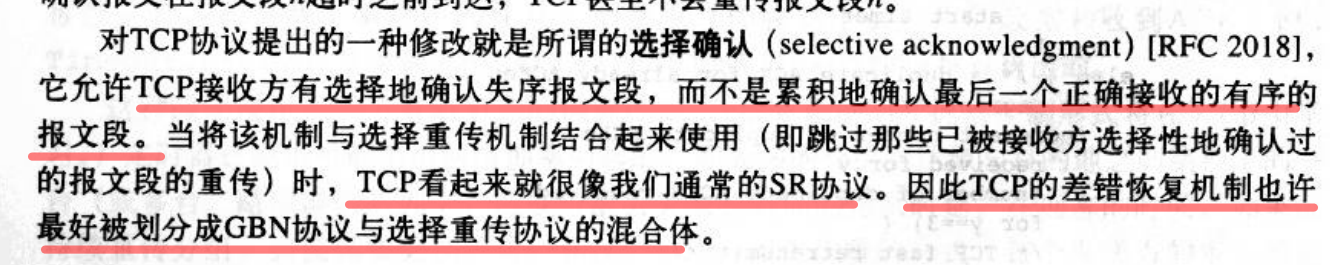 对TCP协议提出的一种修改就是所谓的选择确认（selective acknowledgment）[RFC 2018]，
它允许TCP接收方有选择地确认失序报文段，而不是累积地确认最后一个正确接收的有序的
报文段。当将该机制与选择重传机制结合起来使用（即跳过那些已被接收方选择性地确认过
的报文段的重传）时，TCP看起来就很像我们通常的SR协议。因此TCP的差错恢复机制也许
最好被划分成GBN协议与选择重传协议的混合体。